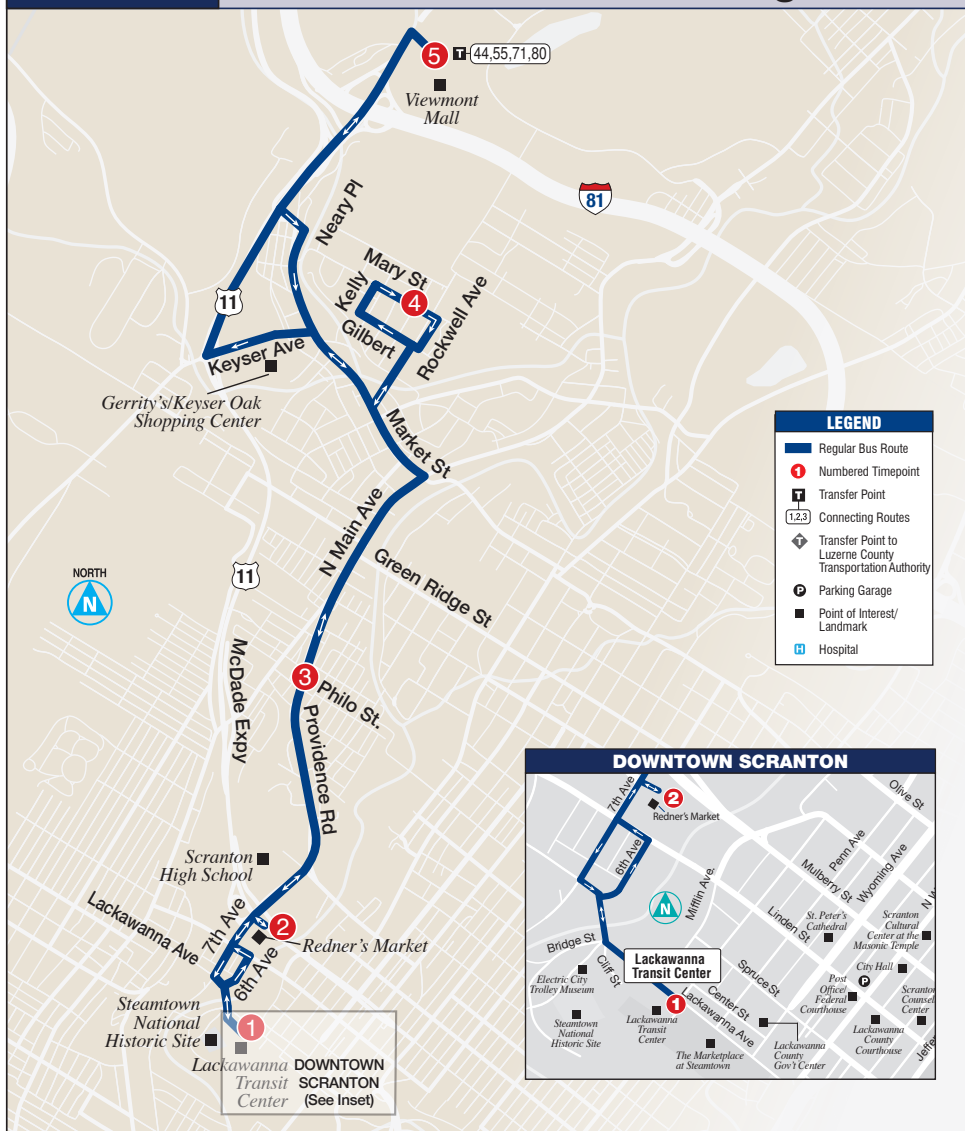 5
T
44,55,71,80
Viewmont
Mall
81
Neary Pl
Mary St
Kelly
4
Gilbert
Rockwell Ave
11
Keyser Ave
Gerrity's/Keyser Oak
Shopping Center
Market St
N Main Ave
Green Ridge St
NORTH
N
11
McDade Expy
3
Philo St.
Providence Rd
Scranton
High School
Lackawanna Ave
7th Ave
2
6th Ave
Redner's Market
Steamtown
National
Historic Site
1
Lackawanna
Transit
Center
DOWNTOWN
SCRANTON
(See Inset)
LEGEND
Regular Bus Route
1
Numbered Timepoint
T
Transfer Point
1,2,3
Connecting Routes
T
Transfer Point to
Luzerne County
Transportation Authority
P
Parking Garage
Point of Interest/
Landmark
H
Hospital
DOWNTOWN SCRANTON
7th Ave
2
Redner's Market
Olive St
6th Ave
Penn Ave
Wyoming Ave
Mulberry St
N
Mifflin Ave.
Linden St
N W
St. Peter's
Cathedral
Scranton
Cultural
Center at the
Masonic Temple
Bridge St
Cliff St
Lackawanna
Transit Center
Spruce St
City Hall
P
Post
Office/
Federal
Courthouse
Electric City
Trolley Museum
1
Center St
Lackawanna Ave
Scranton
Counseli
Center
Steamtown
National
Historic Site
Lackawanna
Transit
Center
The Marketplace
at Steamtown
Lackawanna
County
Gov't Center
Lackawanna
County
Courthouse
Jeffe